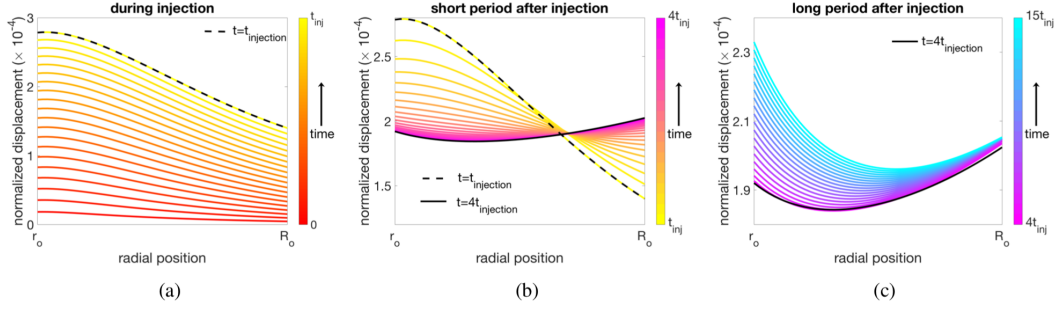 during injection
normalized displacement (× 10⁻⁴)
3
2
1
0
r_o
R_o
radial position
t=t_injection
t_inj
time
0
(a)
short period after injection
normalized displacement (× 10⁻⁴)
2.5
2
1.5
r_o
R_o
radial position
t=t_injection
t=4t_injection
4t_inj
time
t_inj
(b)
long period after injection
normalized displacement (× 10⁻⁴)
2.3
2.1
1.9
r_o
R_o
radial position
t=4t_injection
15t_inj
time
4t_inj
(c)